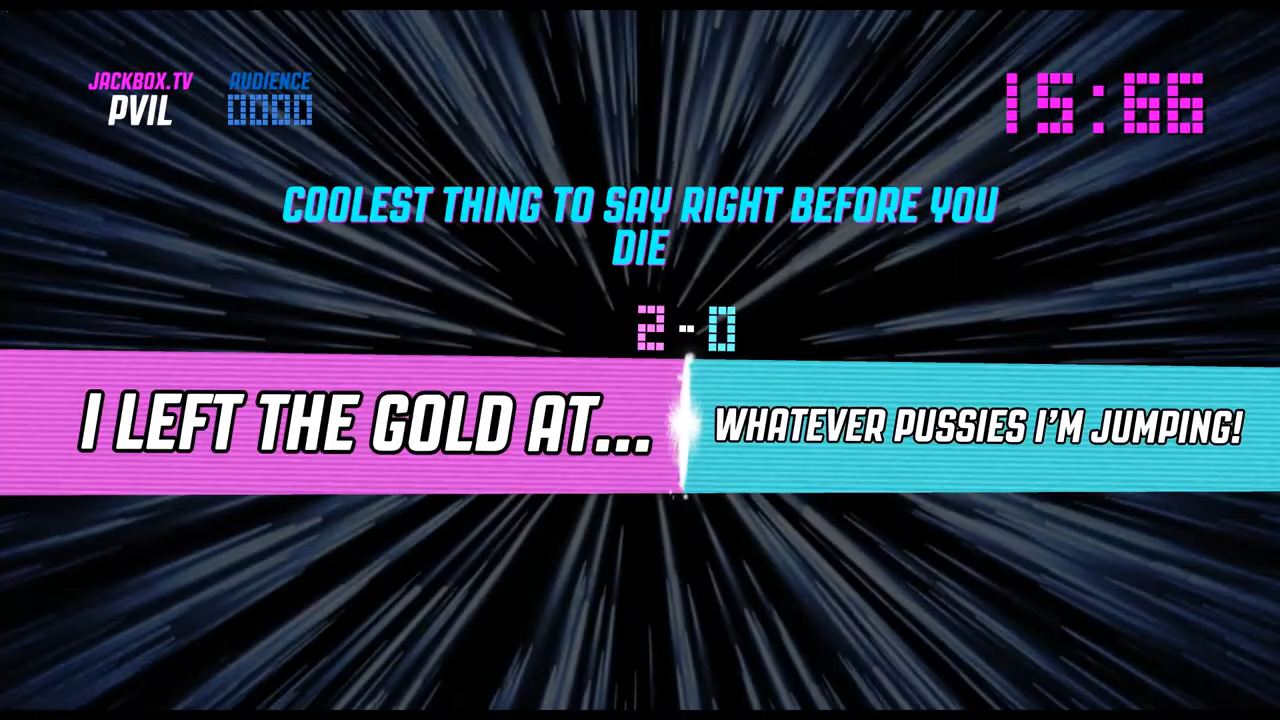 JACKBOX.TV
PVIL
AUDIENCE
0000
15:66
COOLEST THING TO SAY RIGHT BEFORE YOU
DIE
2-0
I LEFT THE GOLD AT...
WHATEVER PUSSIES I'M JUMPING!